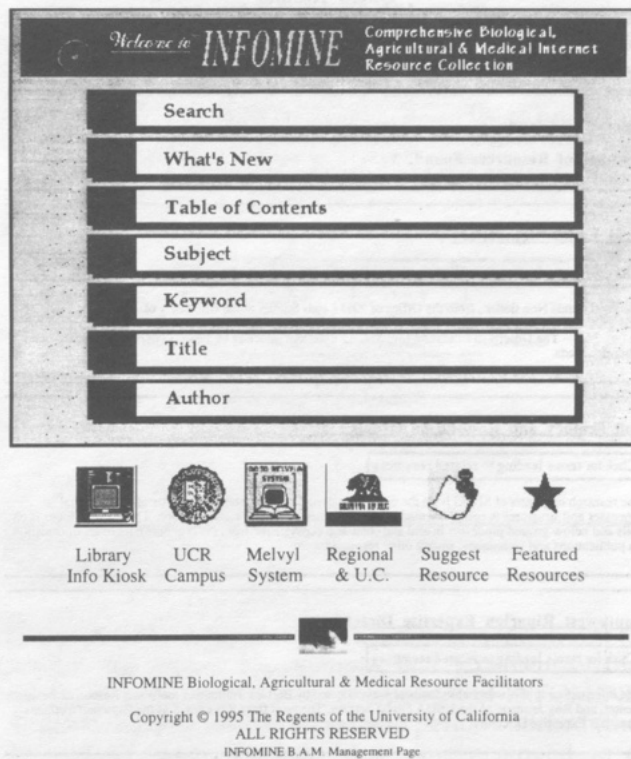 Welcome to INFOMINE
Comprehensive Biological,
Agricultural & Medical Internet
Resource Collection
Search
What's New
Table of Contents
Subject
Keyword
Title
Author
Library
Info Kiosk
UCR
Campus
Melvyl
System
Regional
& U.C.
Suggest
Resource
Featured
Resources
INFOMINE Biological, Agricultural & Medical Resource Facilitators
Copyright © 1995 The Regents of the University of California
ALL RIGHTS RESERVED
INFOMINE B.A.M. Management Page